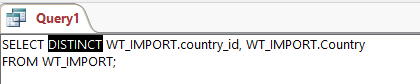 Query1
SELECT DISTINCT WT_IMPORT.country_id, WT_IMPORT.Country
FROM WT_IMPORT;